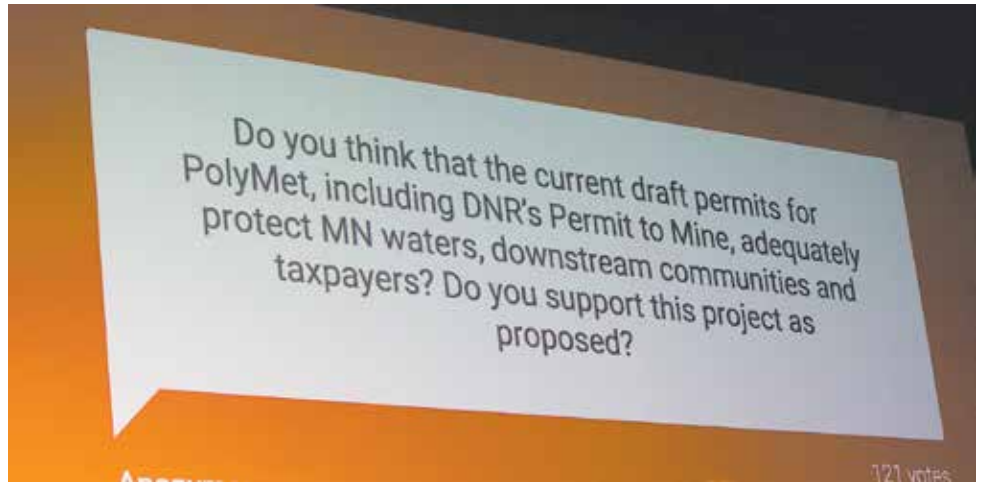 Do you think that the current draft permits for
PolyMet, including DNR's Permit to Mine, adequately
protect MN waters, downstream communities and
taxpayers? Do you support this project as
proposed?
121 votes